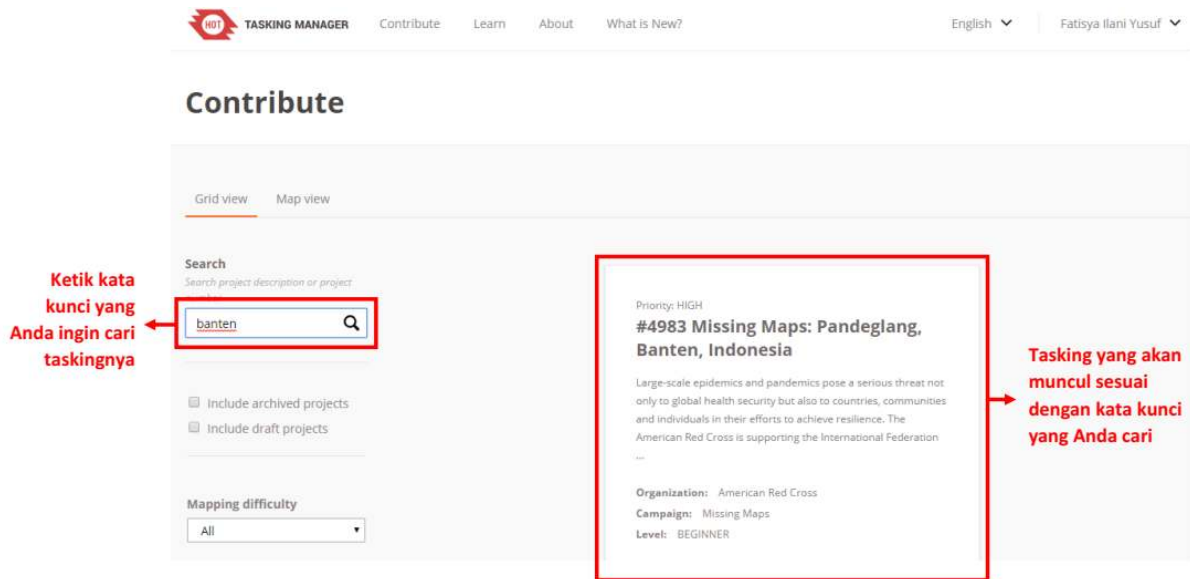 HOT TASKING MANAGER Contribute Learn About What is New? English Fatisya Ilani Yusuf
Contribute
Grid view Map view
Search
Search project description or project
banten
Include archived projects
Include draft projects
Mapping difficulty
All
Ketik kata
kunci yang
Anda ingin cari
taskingnya
Priority: HIGH
#4983 Missing Maps: Pandeglang,
Banten, Indonesia
Large-scale epidemics and pandemics pose a serious threat not
only to global health security but also to countries, communities
and individuals in their efforts to achieve resilience. The
American Red Cross is supporting the International Federation
...
Organization: American Red Cross
Campaign: Missing Maps
Level: BEGINNER
Tasking yang akan
muncul sesuai
dengan kata kunci
yang Anda cari